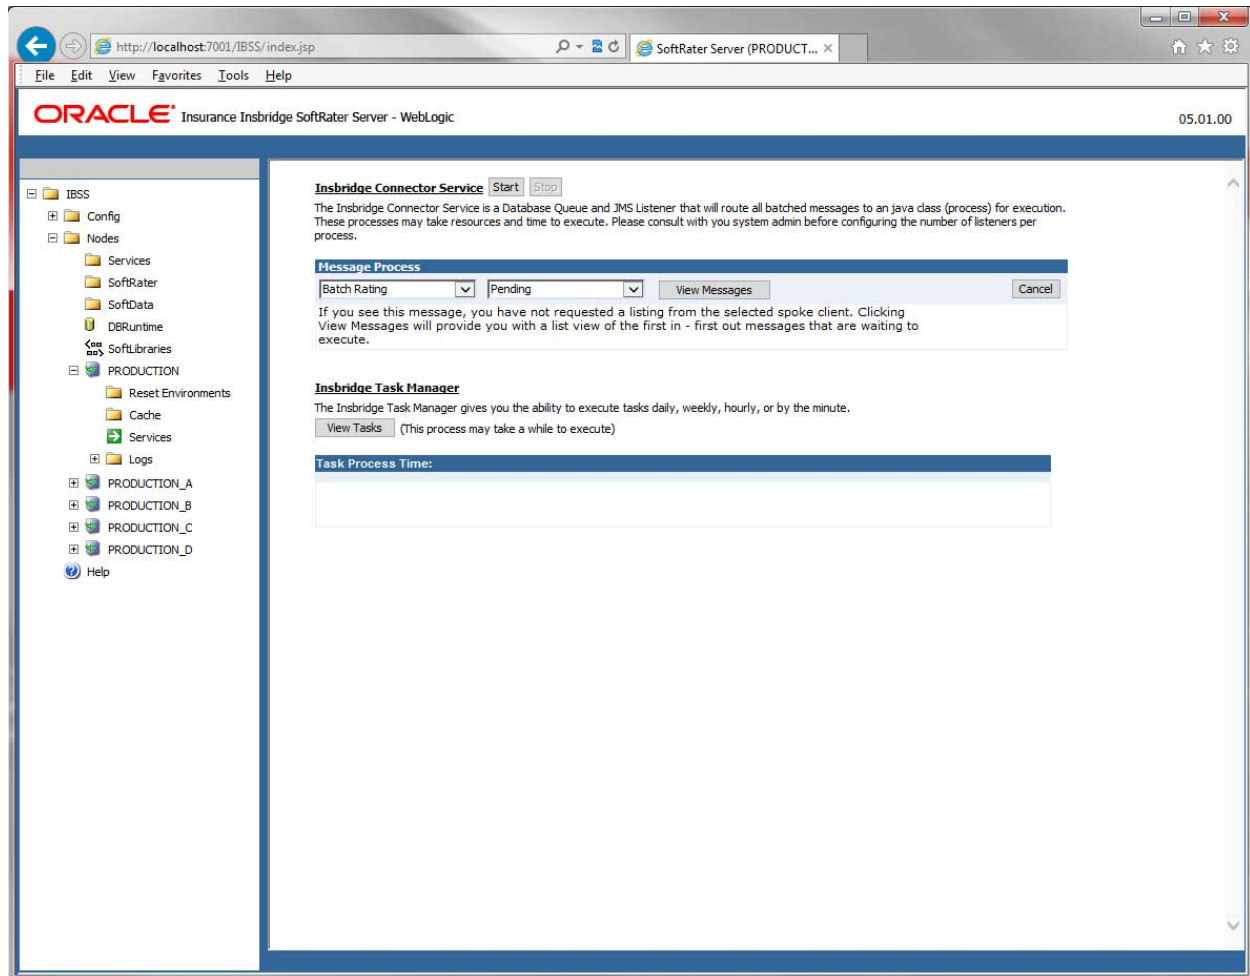 http://localhost:7001/IBSS/index.jsp
SoftRater Server (PRODUCT...
File Edit View Favorites Tools Help
ORACLE Insurance Insbridge SoftRater Server - WebLogic
05.01.00
IBSS
Config
Nodes
Services
SoftRater
SoftData
DBRuntime
SoftLibraries
PRODUCTION
Reset Environments
Cache
Services
Logs
PRODUCTION_A
PRODUCTION_B
PRODUCTION_C
PRODUCTION_D
Help
Insbridge Connector Service Start Stop
The Insbridge Connector Service is a Database Queue and JMS Listener that will route all batched messages to an java class (process) for execution.
These processes may take resources and time to execute. Please consult with you system admin before configuring the number of listeners per
process.
Message Process
Batch Rating Pending View Messages Cancel
If you see this message, you have not requested a listing from the selected spoke client. Clicking
View Messages will provide you with a list view of the first in - first out messages that are waiting to
execute.
Insbridge Task Manager
The Insbridge Task Manager gives you the ability to execute tasks daily, weekly, hourly, or by the minute.
View Tasks (This process may take a while to execute)
Task Process Time: